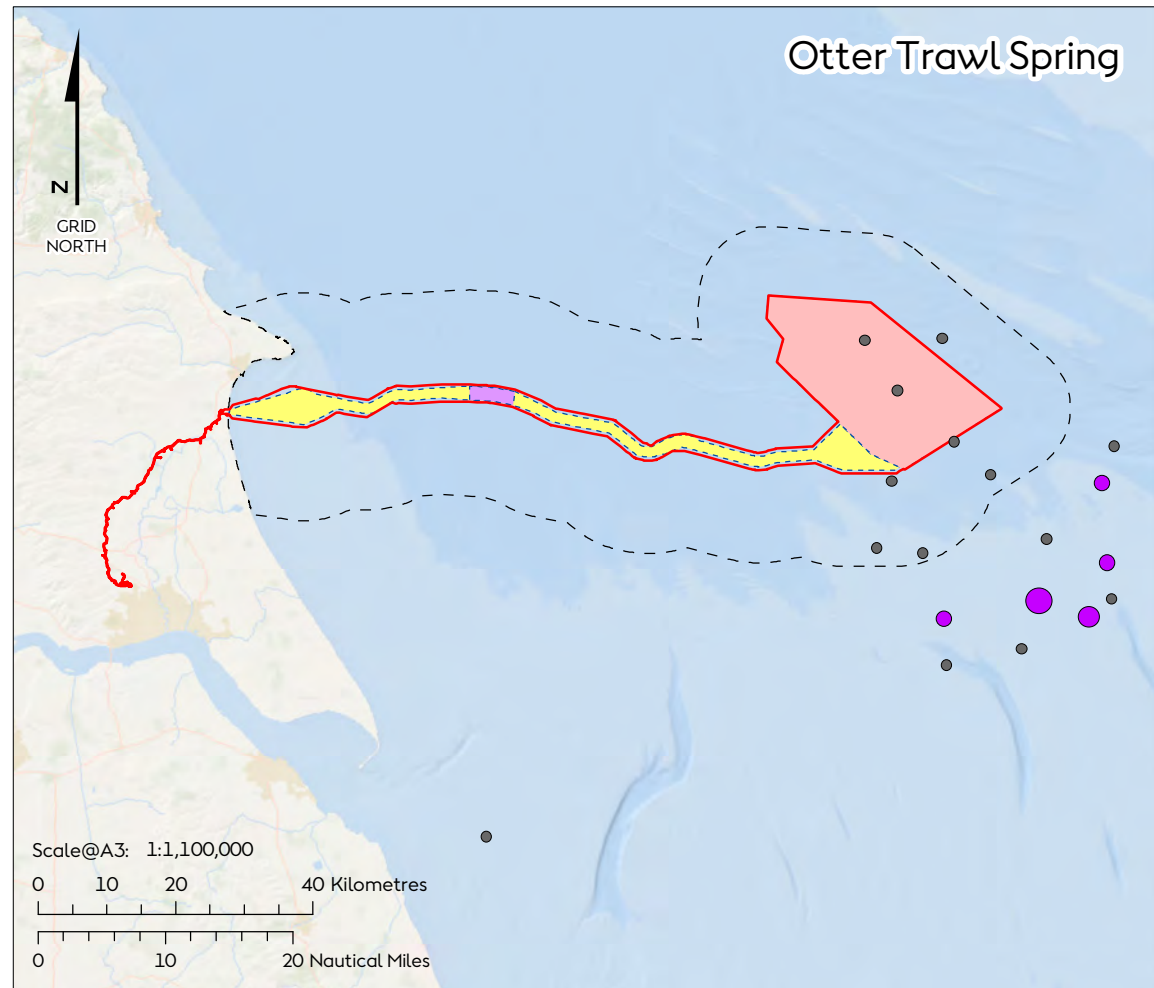 Otter Trawl Spring
N
GRID
NORTH
Scale@A3: 1:1,100,000
0 10 20 40 Kilometres
0 10 20 Nautical Miles